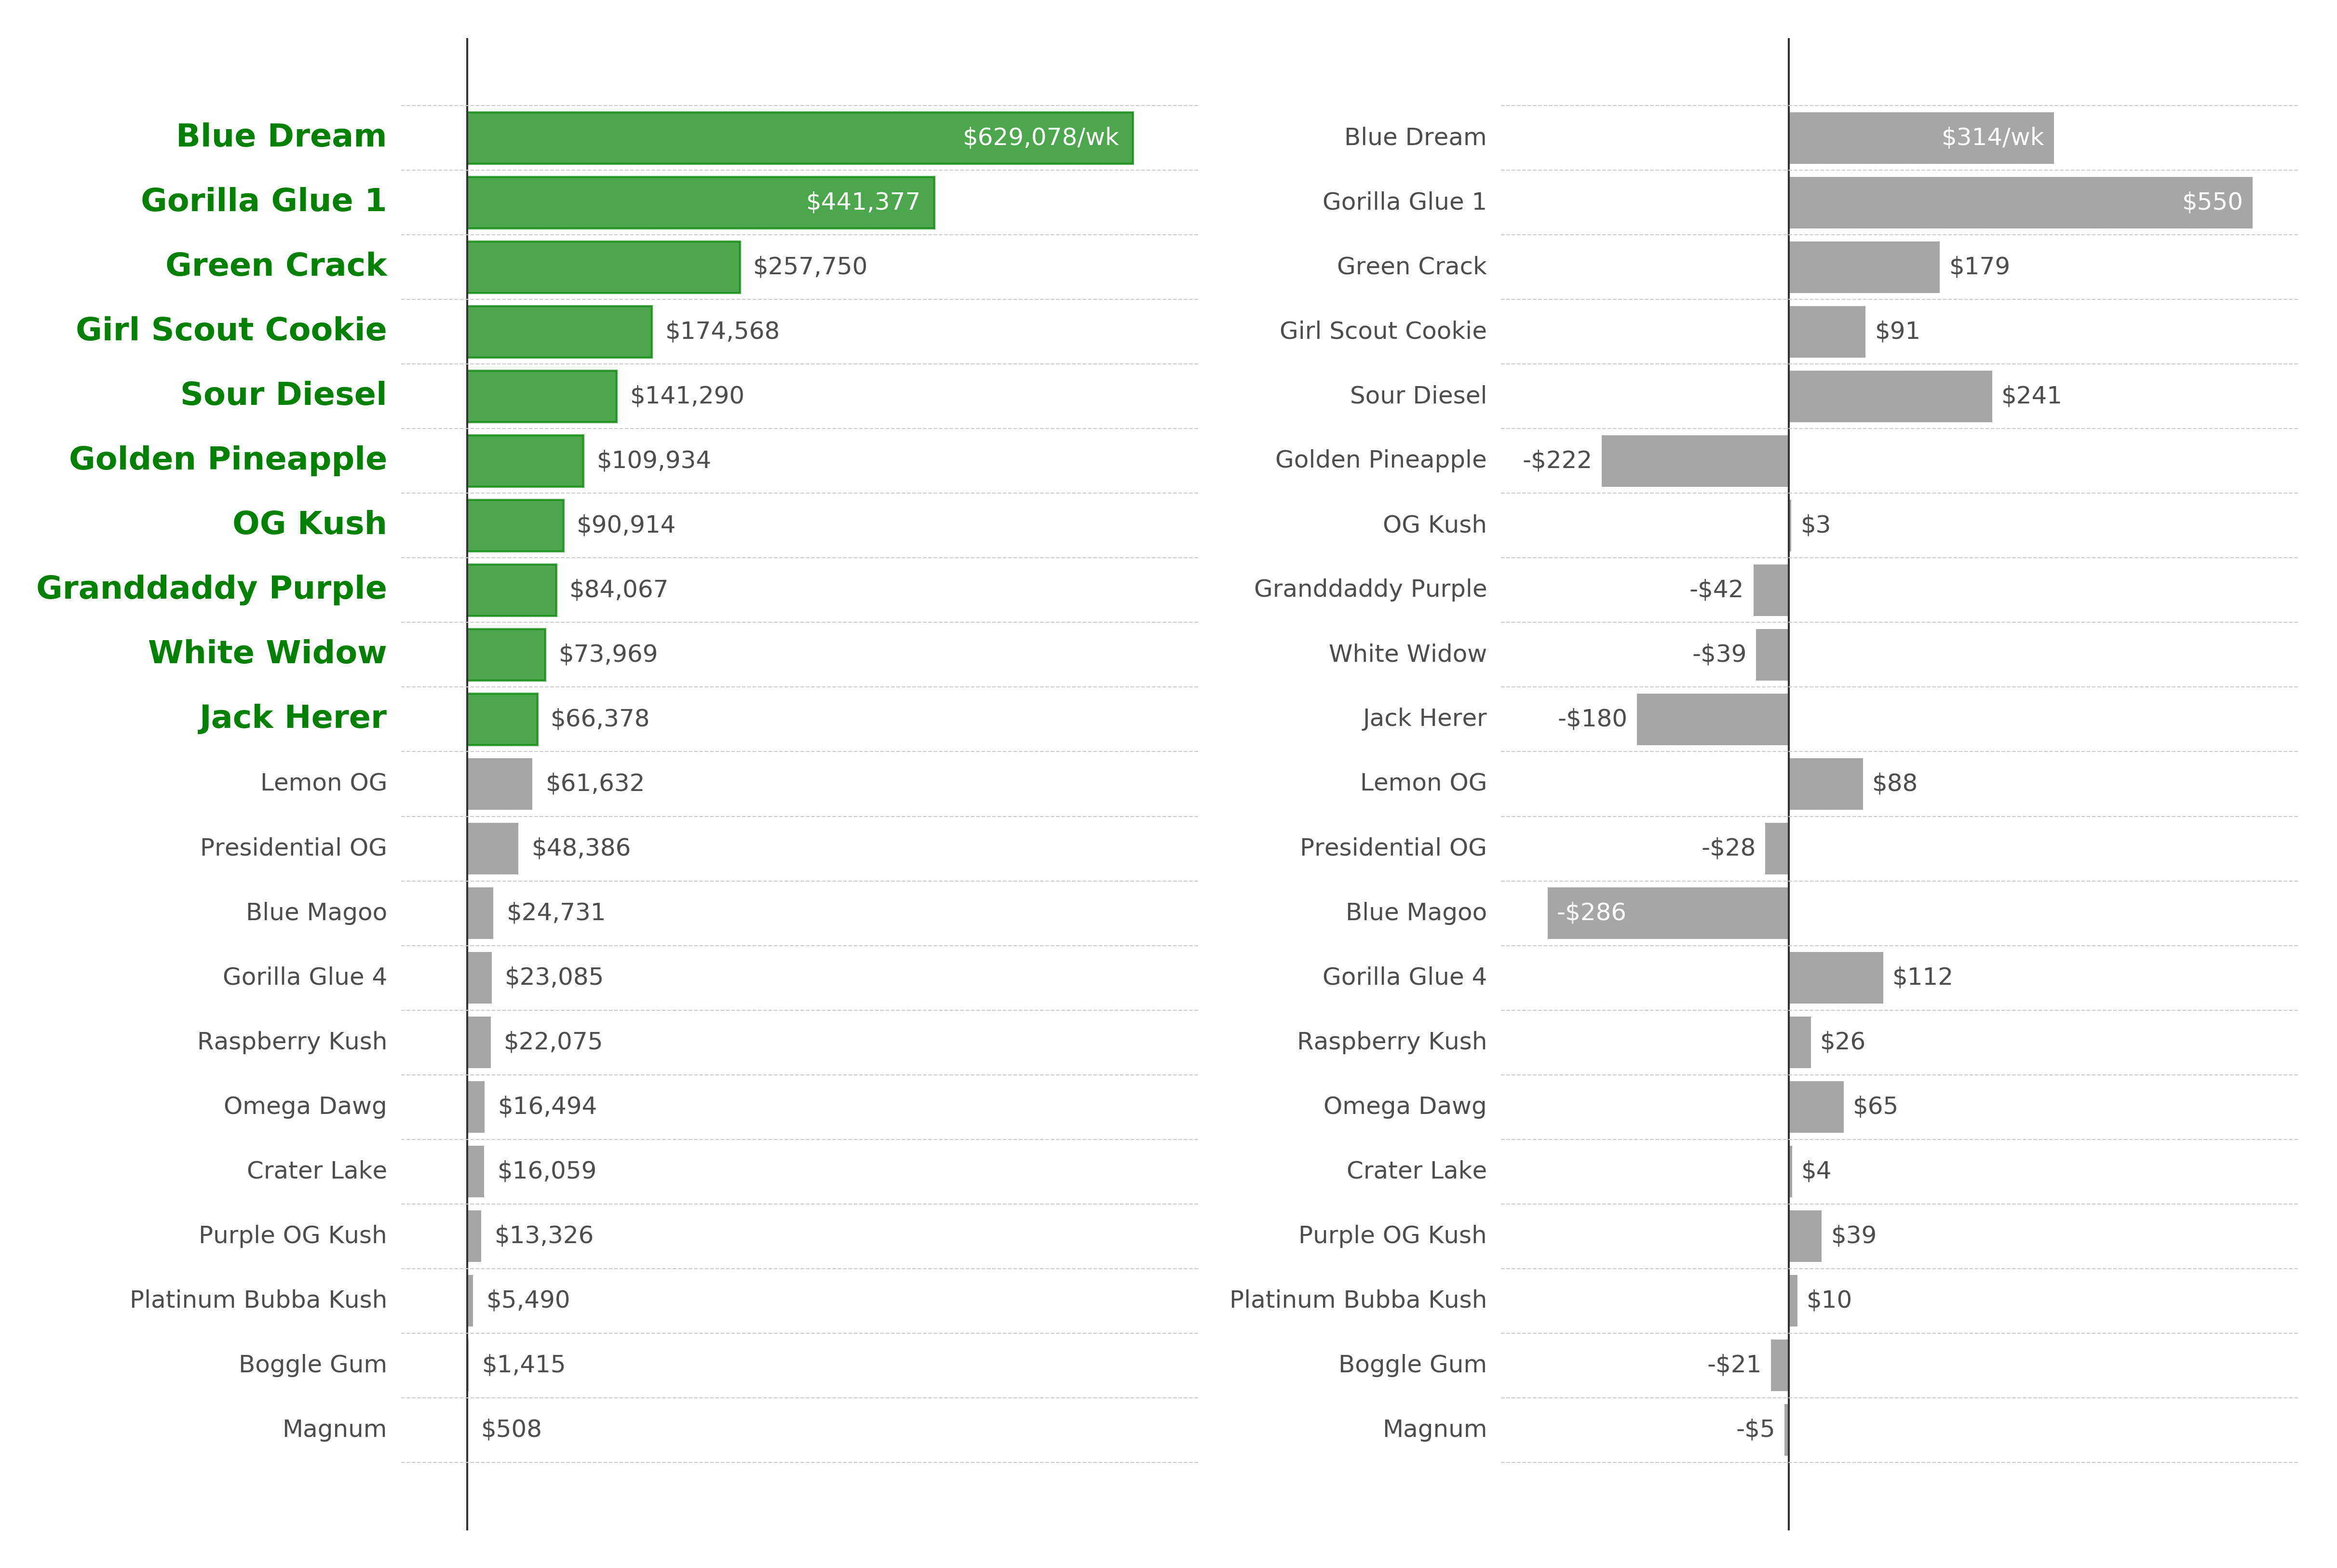 Blue Dream $629,078/wk
Gorilla Glue 1 $441,377
Green Crack $257,750
Girl Scout Cookie $174,568
Sour Diesel $141,290
Golden Pineapple $109,934
OG Kush $90,914
Granddaddy Purple $84,067
White Widow $73,969
Jack Herer $66,378
Lemon OG $61,632
Presidential OG $48,386
Blue Magoo $24,731
Gorilla Glue 4 $23,085
Raspberry Kush $22,075
Omega Dawg $16,494
Crater Lake $16,059
Purple OG Kush $13,326
Platinum Bubba Kush $5,490
Boggle Gum $1,415
Magnum $508
Blue Dream $314/wk
Gorilla Glue 1 $550
Green Crack $179
Girl Scout Cookie $91
Sour Diesel $241
Golden Pineapple -$222
OG Kush $3
Granddaddy Purple -$42
White Widow -$39
Jack Herer -$180
Lemon OG $88
Presidential OG -$28
Blue Magoo -$286
Gorilla Glue 4 $112
Raspberry Kush $26
Omega Dawg $65
Crater Lake $4
Purple OG Kush $39
Platinum Bubba Kush $10
Boggle Gum -$21
Magnum -$5